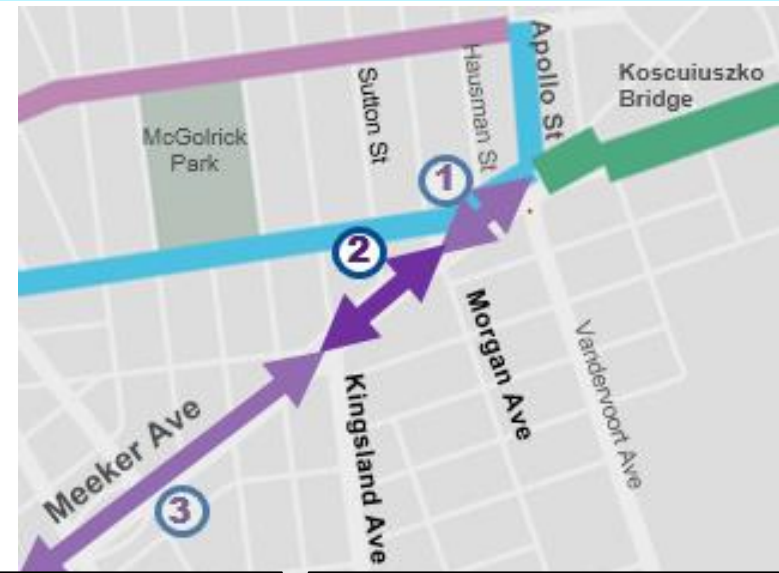 Apollo St
Koscuiuszko
Bridge
Sutton St
Hausman St
McGolrick
Park
1
2
Morgan Ave
Vandervoort Ave
Kingsland Ave
Meeker Ave
3